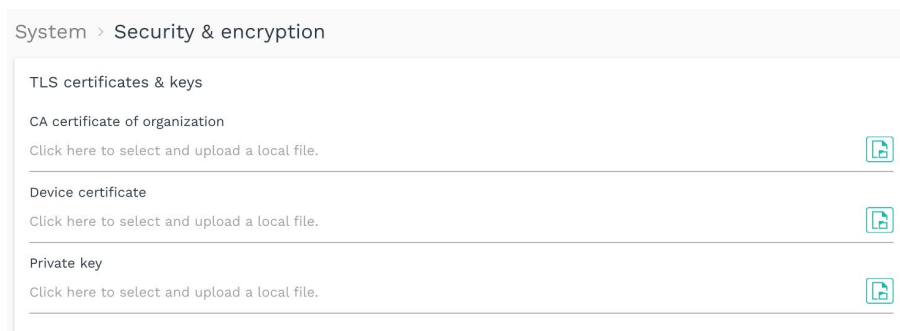 System > Security & encryption
TLS certificates & keys
CA certificate of organization
Click here to select and upload a local file.
Device certificate
Click here to select and upload a local file.
Private key
Click here to select and upload a local file.